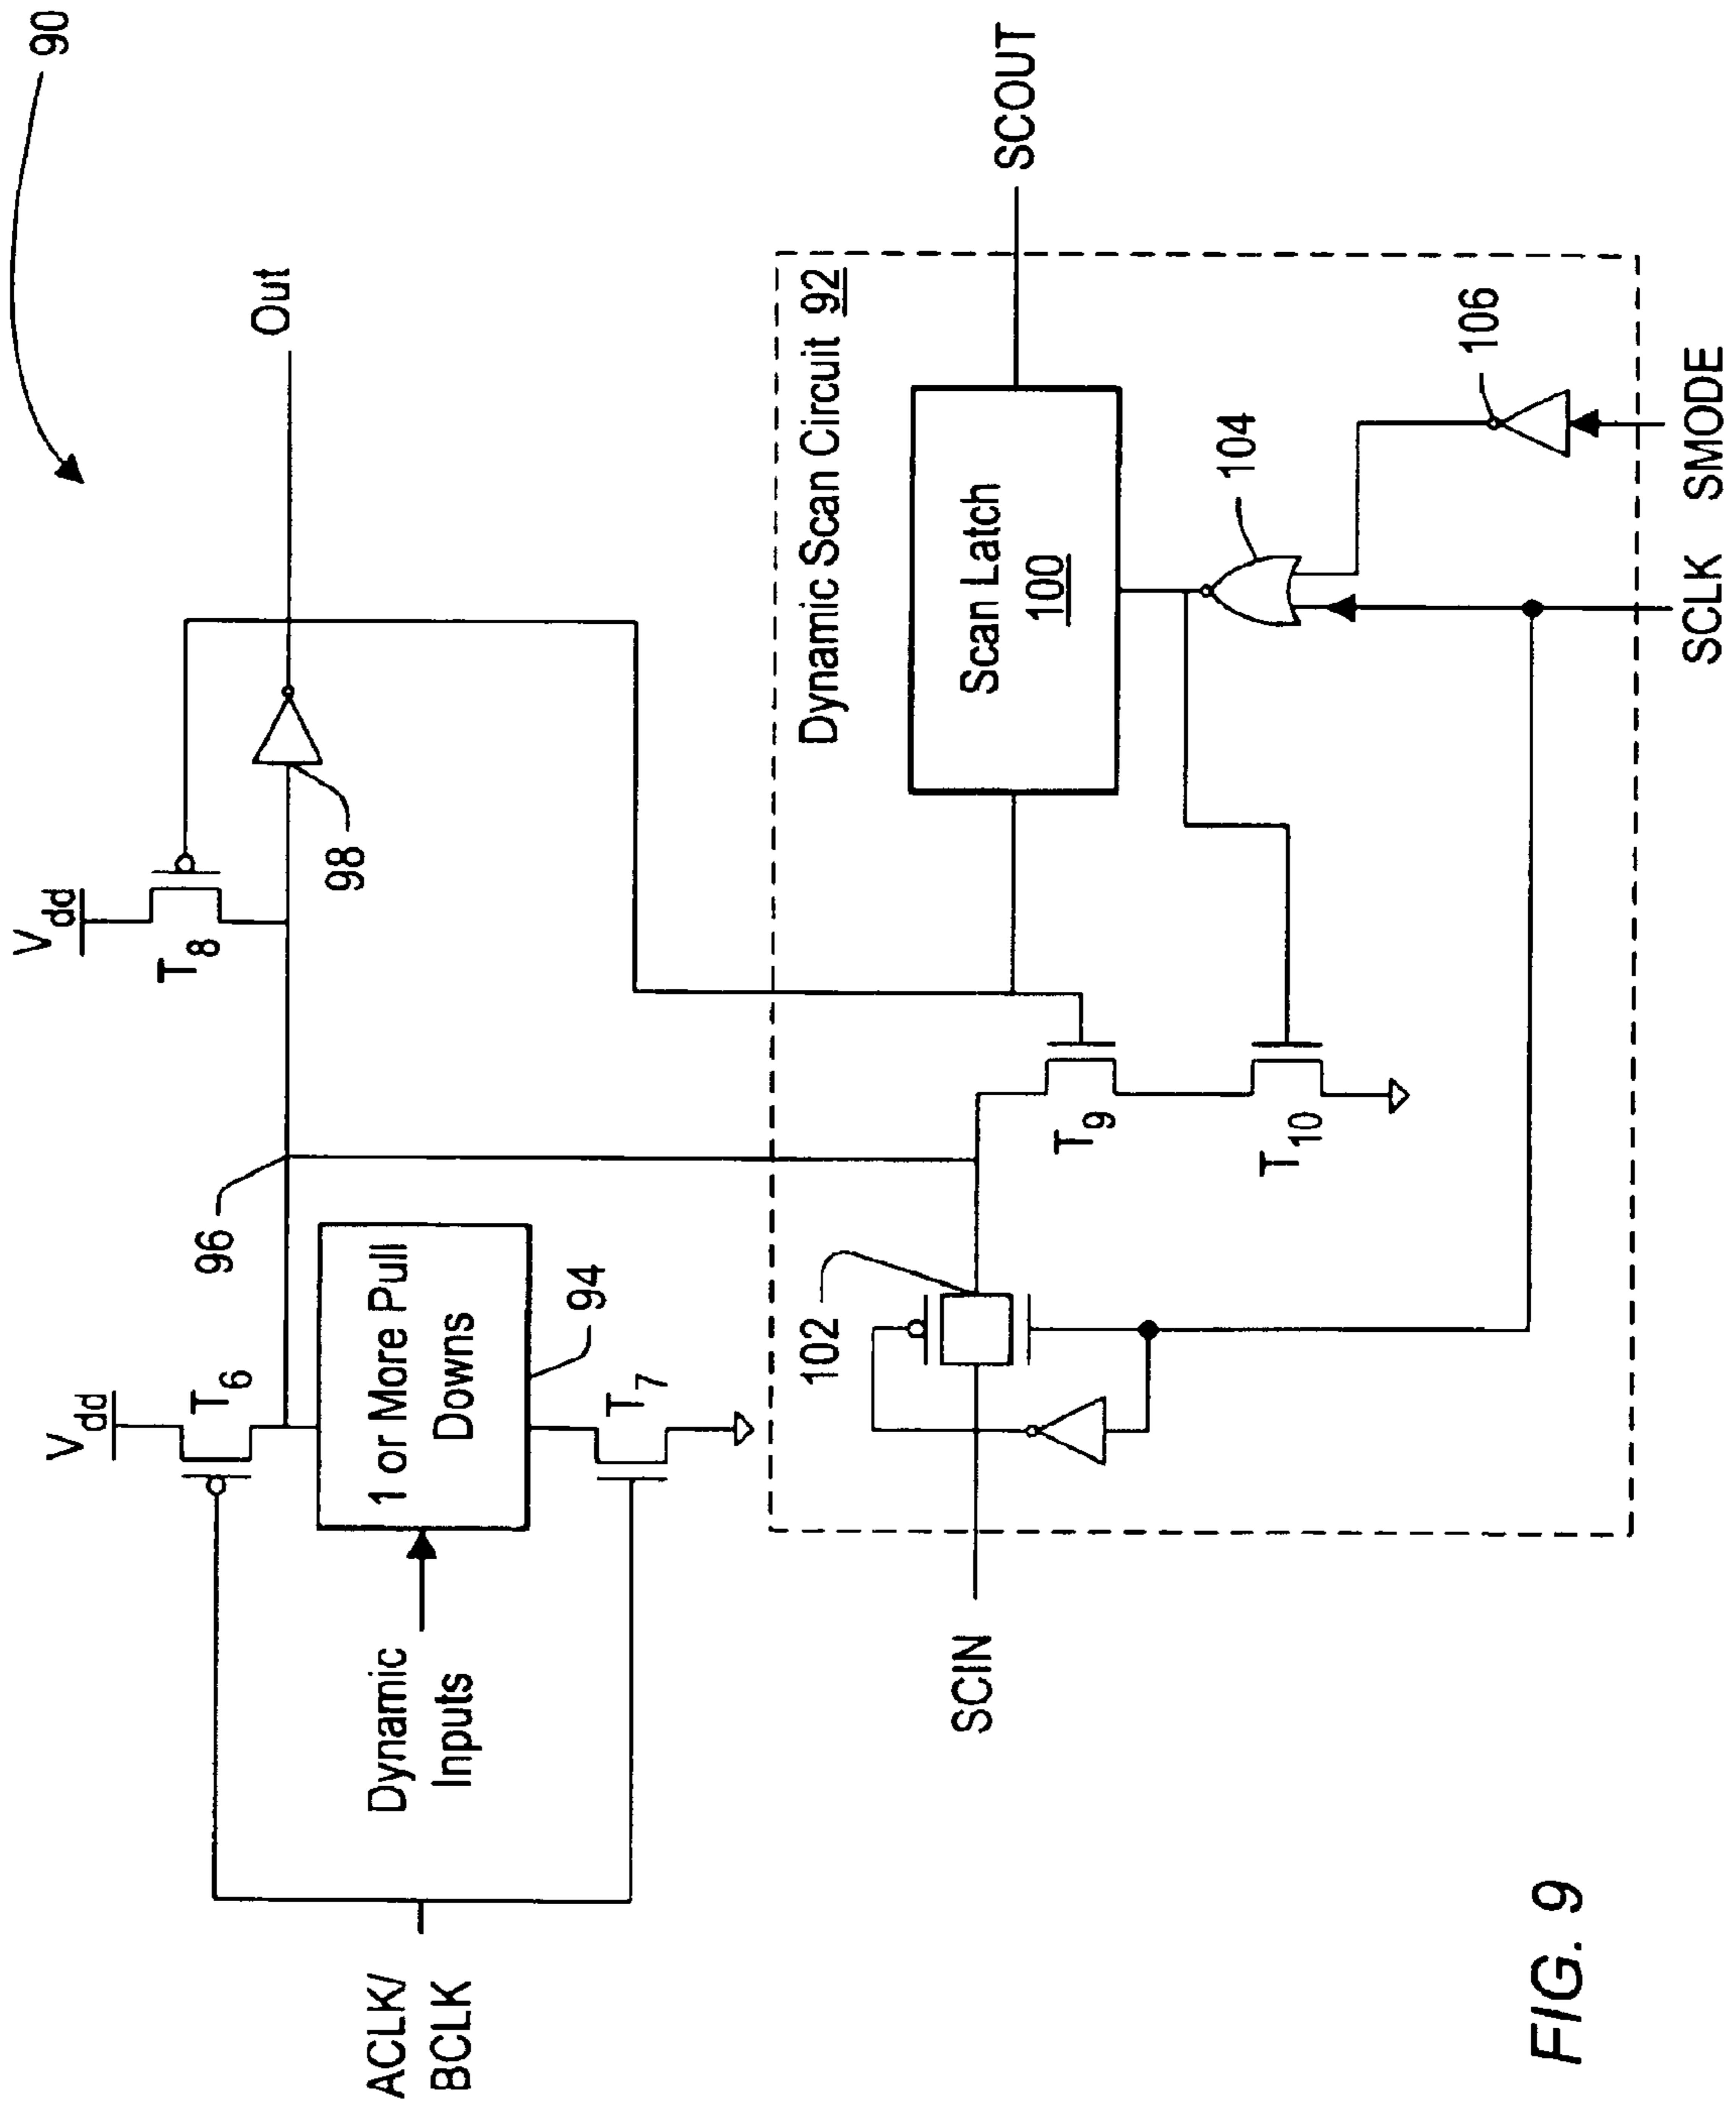 90
Vdd
T6
Vdd
T8
Out
96
98
1 or More Pull
Downs
94
Dynamic
Inputs
T7
ACLK/
BCLK
Dynamic Scan Circuit 92
102
SCIN
Scan Latch
100
SCOUT
T9
T10
104
106
SCLK SMODE
FIG. 9